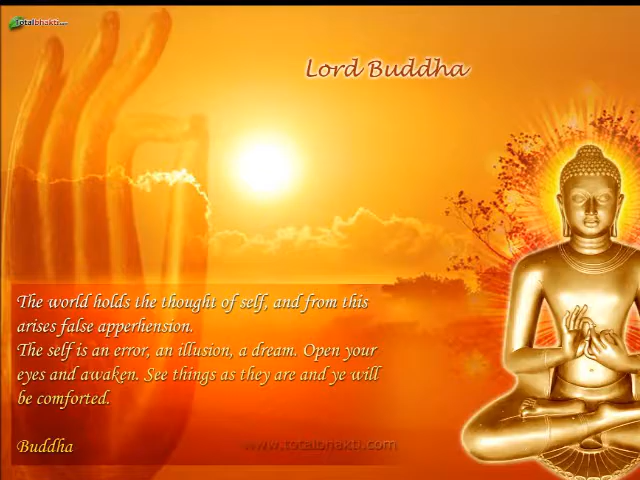 Totalbhakti.com
Lord Buddha
The world holds the thought of self, and from this
arises false apperhension.
The self is an error, an illusion, a dream. Open your
eyes and awaken. See things as they are and ye will
be comforted.
Buddha
www.totalbhakti.com